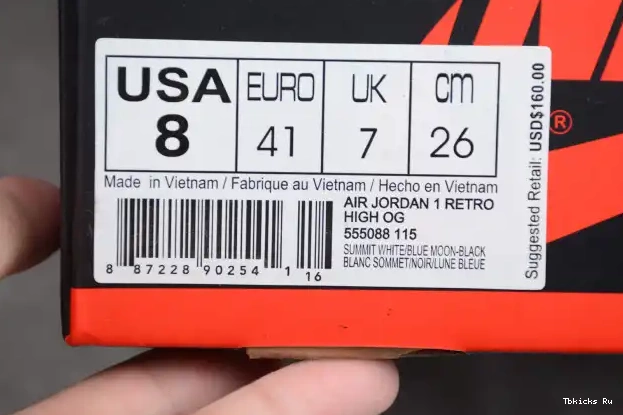 USA EURO UK cm
8 41 7 26
Made in Vietnam / Fabrique au Vietnam / Hecho en Vietnam
AIR JORDAN 1 RETRO
HIGH OG
555088 115
SUMMIT WHITE/BLUE MOON-BLACK
BLANC SOMMET/NOIR/LUNE BLEUE
8 87228 90254 1 16
Suggested Retail: USD$160.00
®
Tbkicks Ru